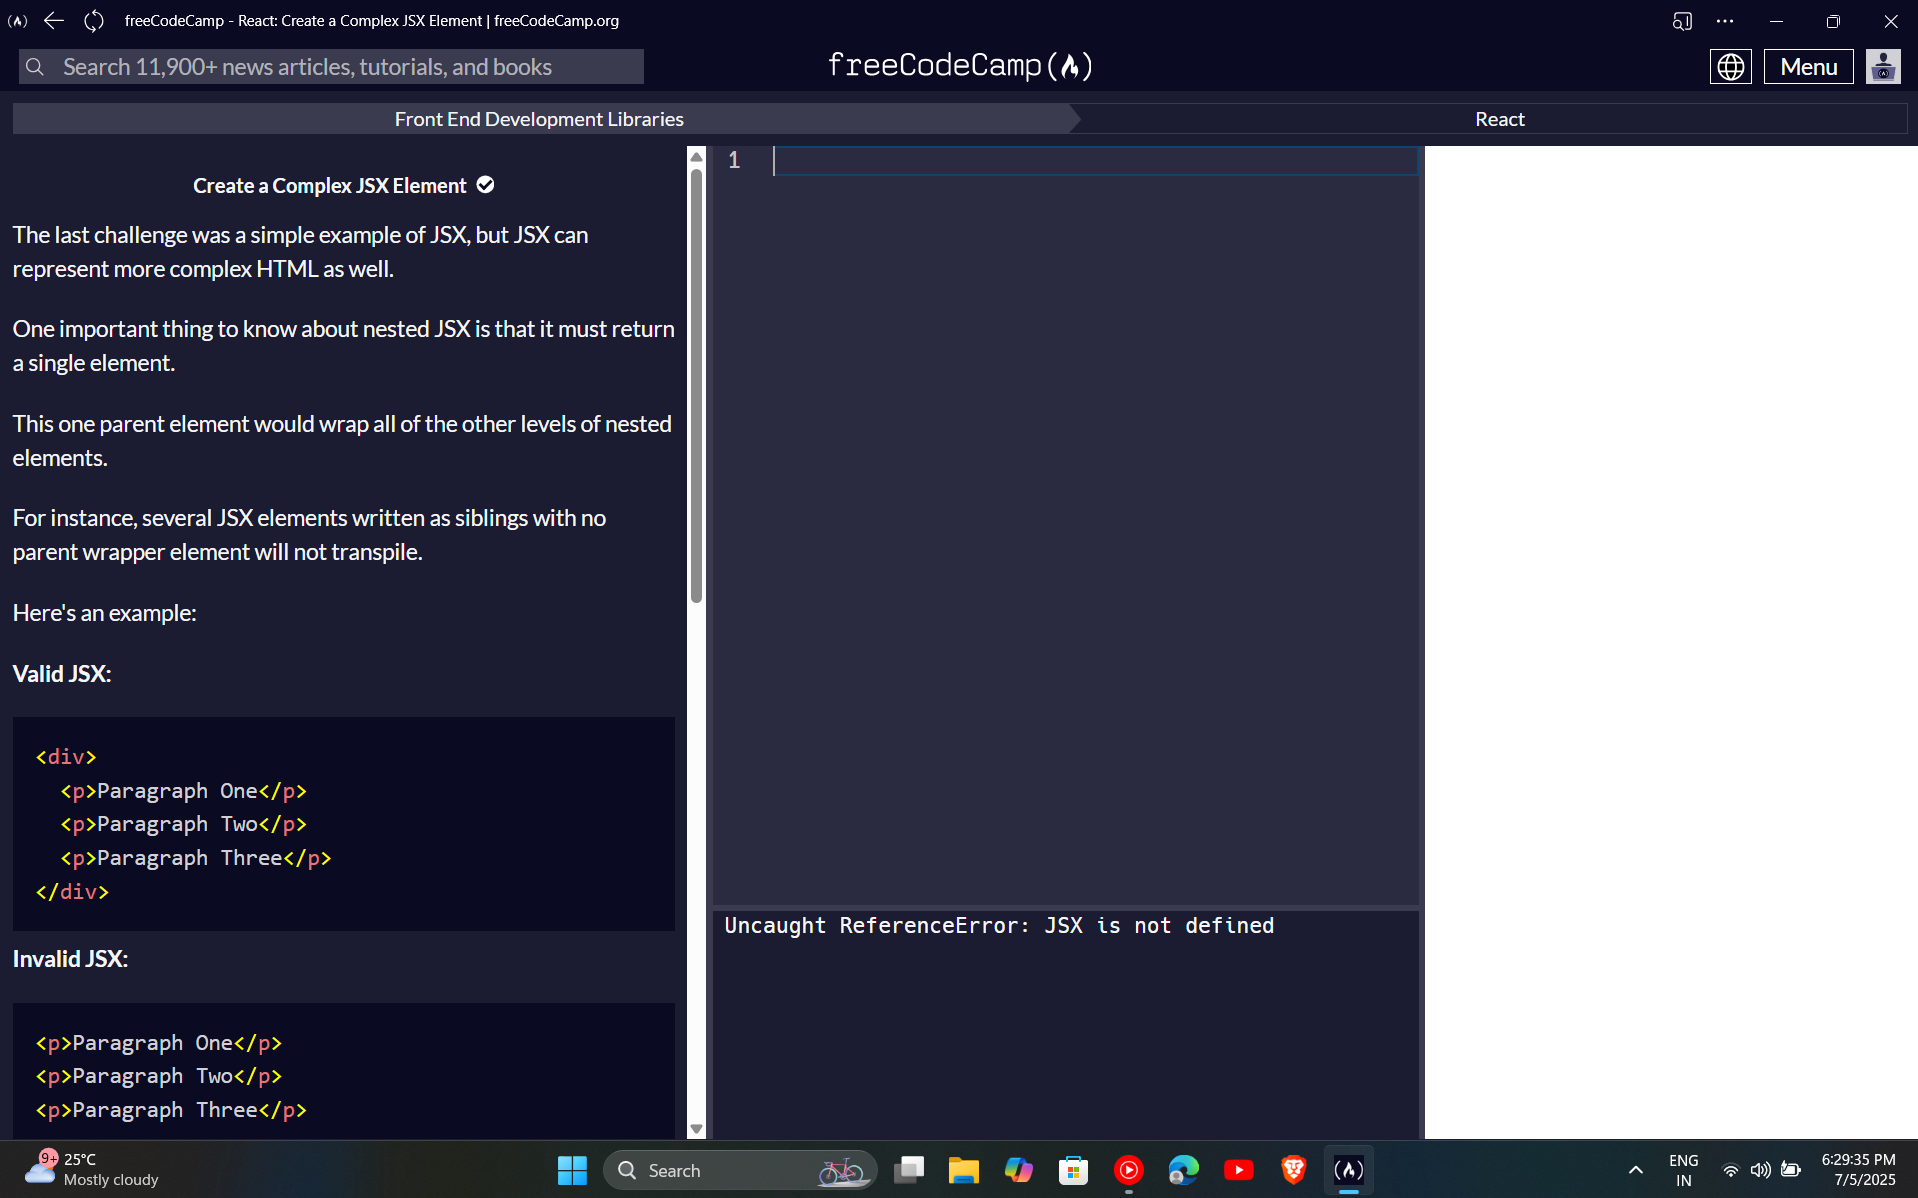 freeCodeCamp - React: Create a Complex JSX Element | freeCodeCamp.org
Search 11,900+ news articles, tutorials, and books
freeCodeCamp
Menu
Front End Development Libraries
React
Create a Complex JSX Element
The last challenge was a simple example of JSX, but JSX can
represent more complex HTML as well.
One important thing to know about nested JSX is that it must return
a single element.
This one parent element would wrap all of the other levels of nested
elements.
For instance, several JSX elements written as siblings with no
parent wrapper element will not transpile.
Here's an example:
Valid JSX:
<div>
  <p>Paragraph One</p>
  <p>Paragraph Two</p>
  <p>Paragraph Three</p>
</div>
Invalid JSX:
<p>Paragraph One</p>
<p>Paragraph Two</p>
<p>Paragraph Three</p>
1
Uncaught ReferenceError: JSX is not defined
9+
25°C
Mostly cloudy
Search
ENG
IN
6:29:35 PM
7/5/2025